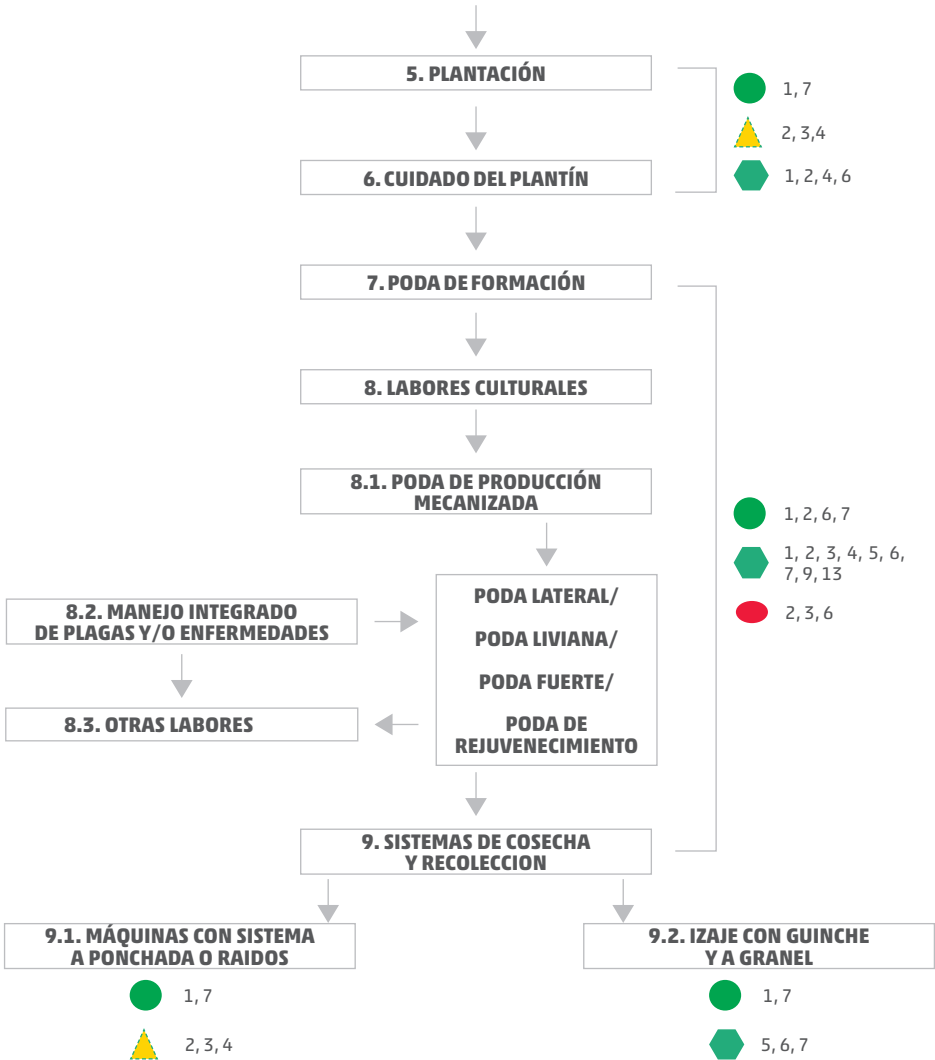 5. PLANTACIÓN
1, 7
2, 3,4
6. CUIDADO DEL PLANTÍN
1, 2, 4, 6
7. PODA DE FORMACIÓN
8. LABORES CULTURALES
8.1. PODA DE PRODUCCIÓN
MECANIZADA
1, 2, 6, 7
1, 2, 3, 4, 5, 6,
7, 9, 13
2, 3, 6
8.2. MANEJO INTEGRADO
DE PLAGAS Y/O ENFERMEDADES
PODA LATERAL/
PODA LIVIANA/
PODA FUERTE/
PODA DE
REJUVENECIMIENTO
8.3. OTRAS LABORES
9. SISTEMAS DE COSECHA
Y RECOLECCION
9.1. MÁQUINAS CON SISTEMA
A PONCHADA O RAIDOS
1, 7
2, 3, 4
9.2. IZAJE CON GUINCHE
Y A GRANEL
1, 7
5, 6, 7